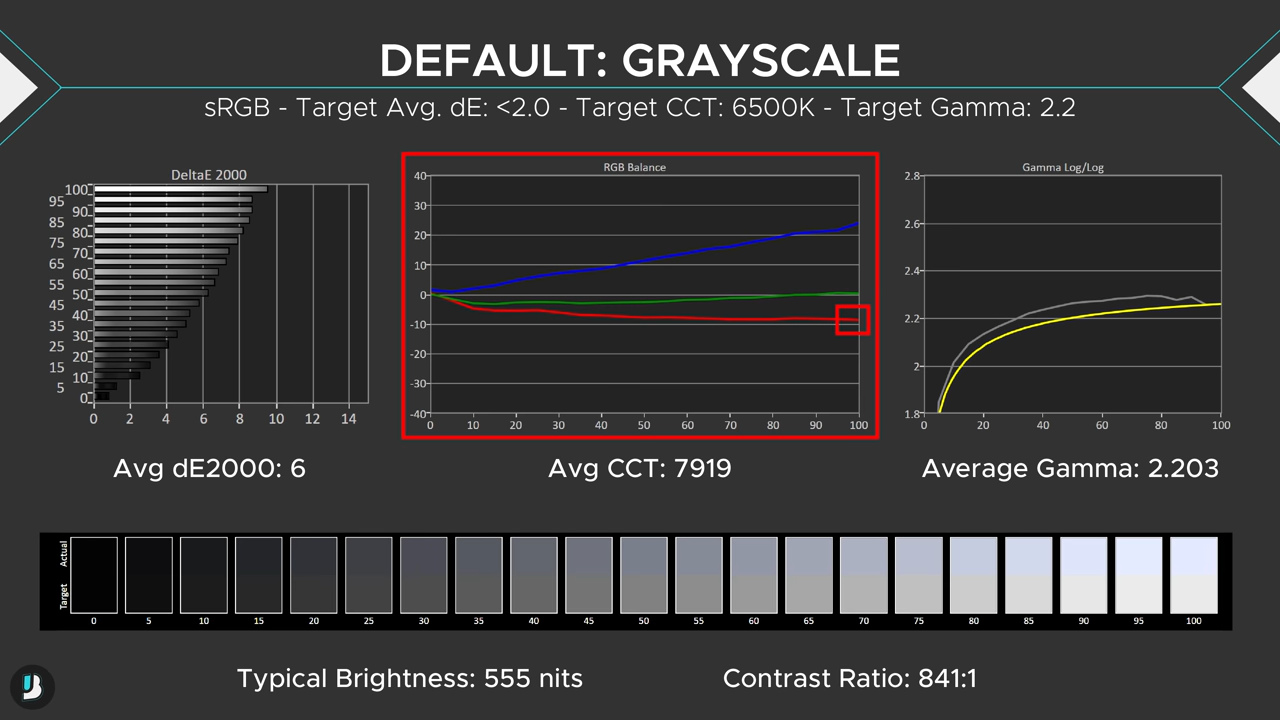 DEFAULT: GRAYSCALE
sRGB - Target Avg. dE: <2.0 - Target CCT: 6500K - Target Gamma: 2.2
DeltaE 2000
100
95
90
85
80
75
70
65
60
55
50
45
40
35
30
25
20
15
10
5
0
0 2 4 6 8 10 12 14
RGB Balance
40
30
20
10
0
-10
-20
-30
-40
0 10 20 30 40 50 60 70 80 90 100
Gamma Log/Log
2.8
2.6
2.4
2.2
2
1.8
0 20 40 60 80 100
Avg dE2000: 6
Avg CCT: 7919
Average Gamma: 2.203
Actual
Target
0 5 10 15 20 25 30 35 40 45 50 55 60 65 70 75 80 85 90 95 100
Typical Brightness: 555 nits
Contrast Ratio: 841:1